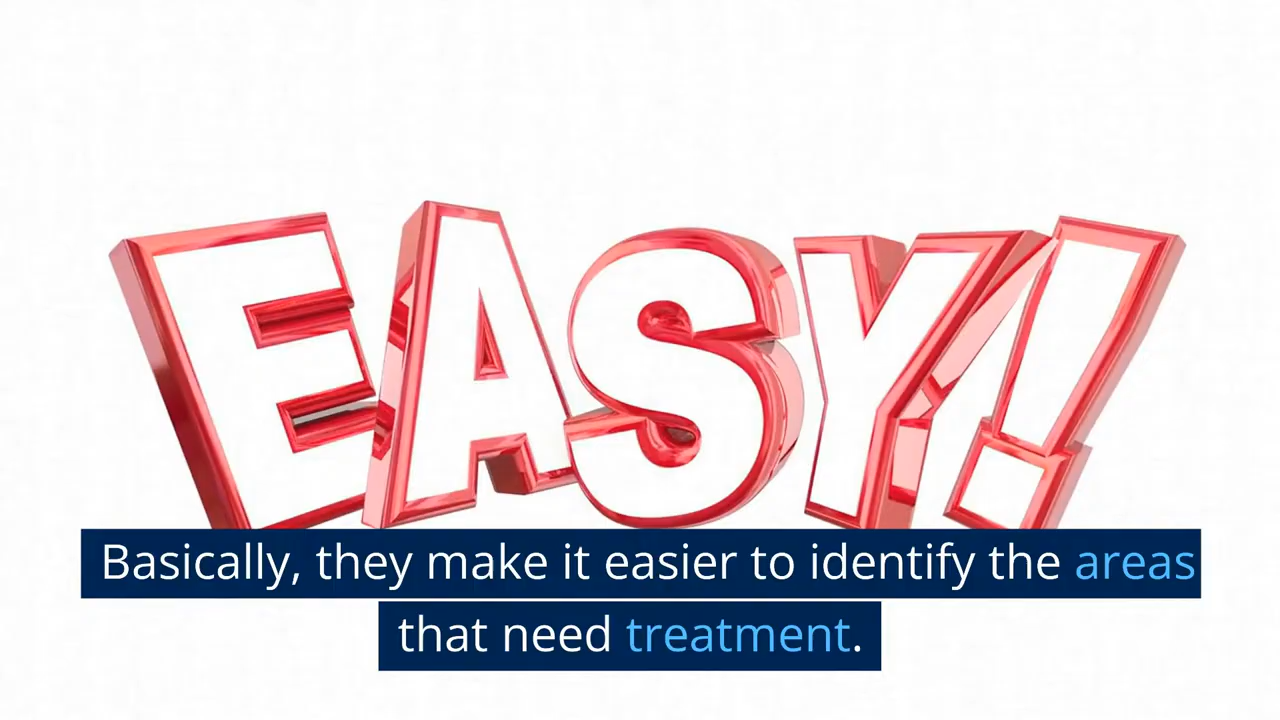 EASY!
Basically, they make it easier to identify the areas
that need treatment.